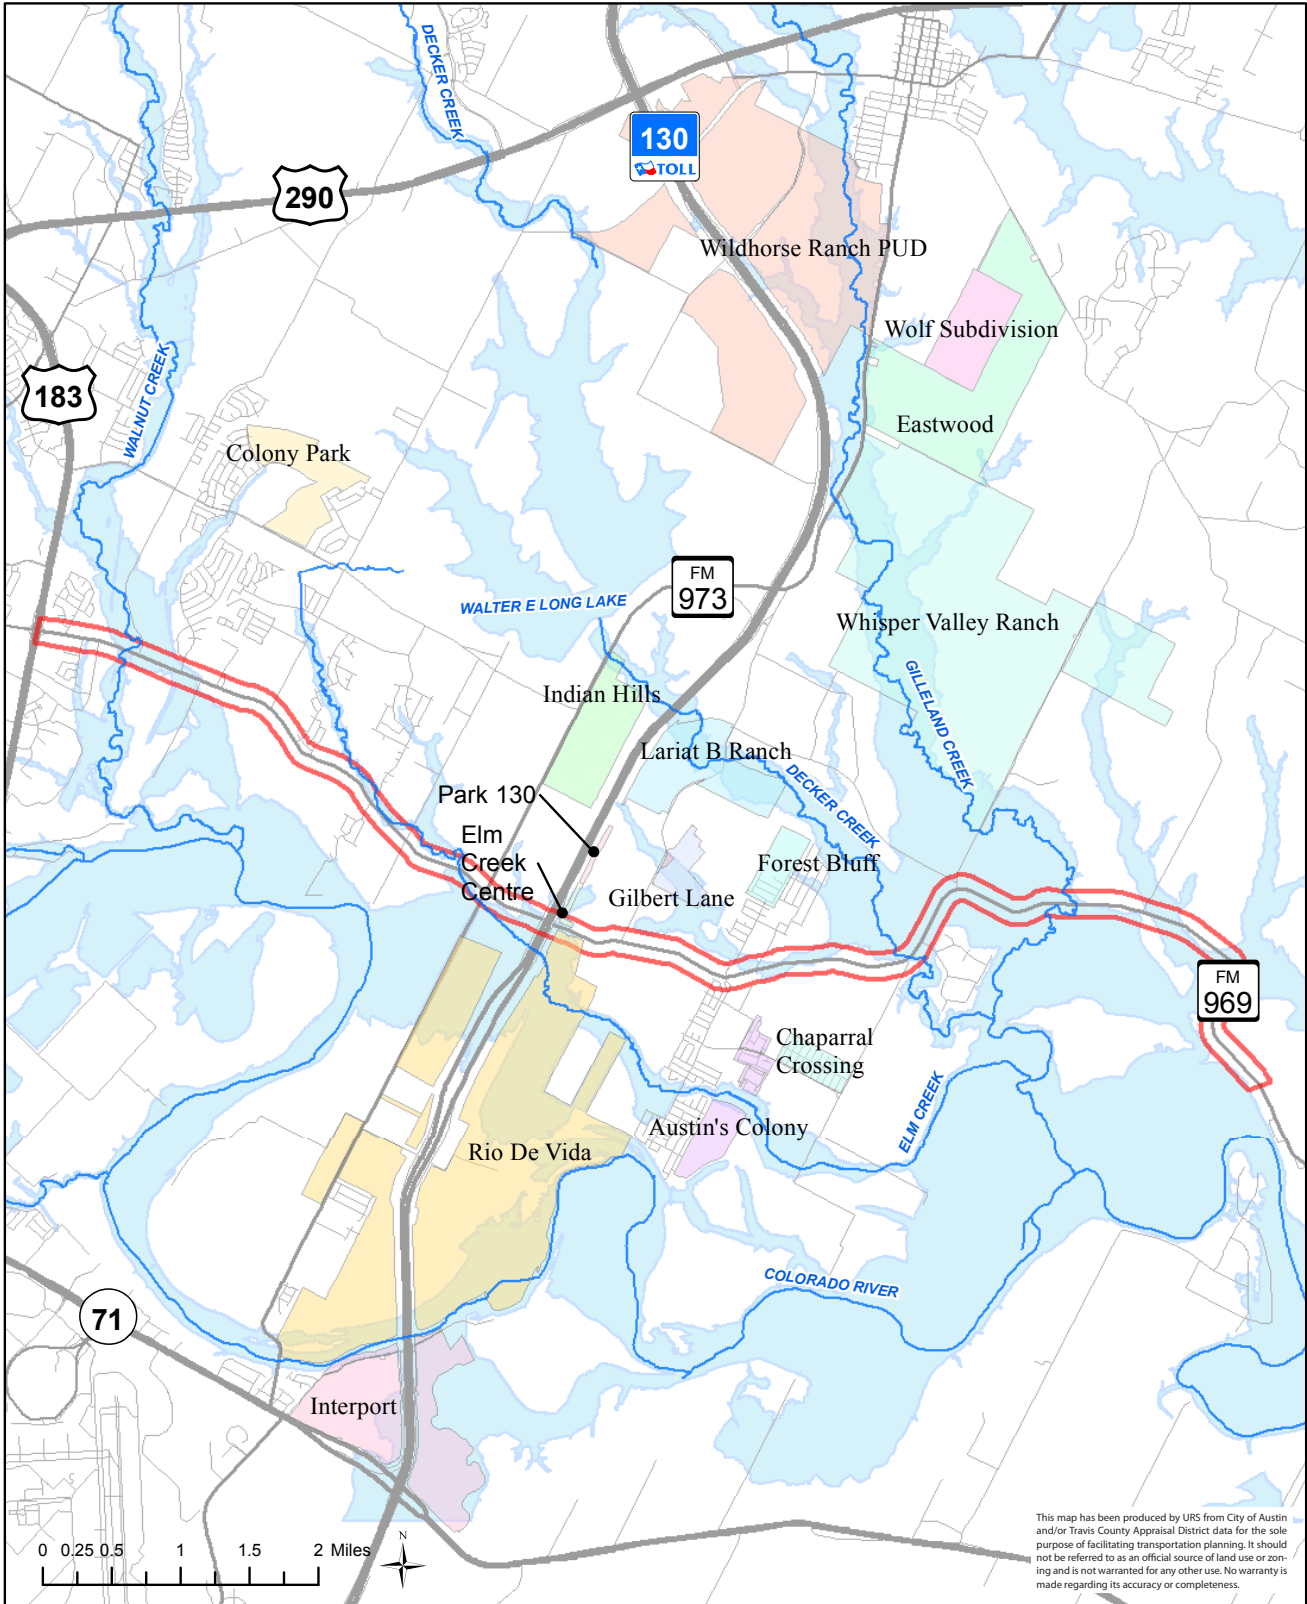 DECKER CREEK
130
TOLL
290
Wildhorse Ranch PUD
Wolf Subdivision
183
WALNUT CREEK
Eastwood
Colony Park
FM
973
WALTER E LONG LAKE
Whisper Valley Ranch
GILLELAND CREEK
Indian Hills
Lariat B Ranch
DECKER CREEK
Park 130
Elm
Creek
Centre
Forest Bluff
Gilbert Lane
FM
969
Chaparral
Crossing
ELM CREEK
Austin's Colony
Rio De Vida
COLORADO RIVER
71
Interport
This map has been produced by URS from City of Austin
and/or Travis County Appraisal District data for the sole
purpose of facilitating transportation planning. It should
not be referred to as an official source of land use or zon-
ing and is not warranted for any other use. No warranty is
made regarding its accuracy or completeness.
N
0 0.25 0.5 1 1.5 2 Miles